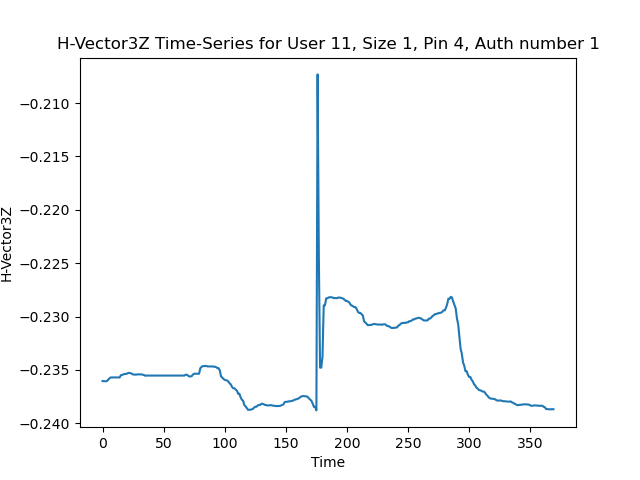 H-Vector3Z Time-Series for User 11, Size 1, Pin 4, Auth number 1
H-Vector3Z
−0.210
−0.215
−0.220
−0.225
−0.230
−0.235
−0.240
0 50 100 150 200 250 300 350
Time